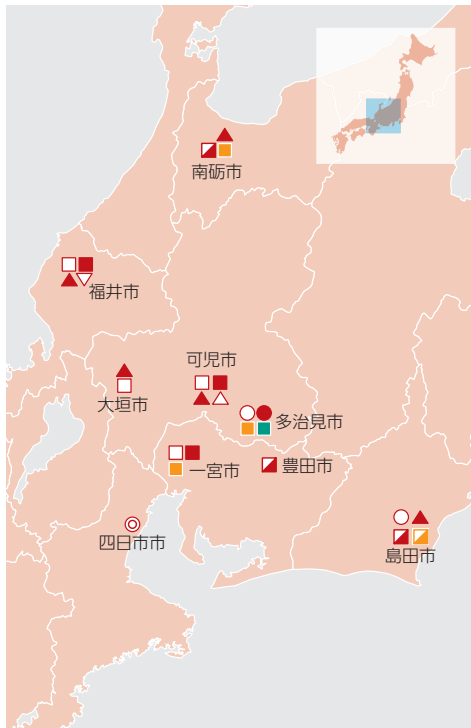 南砺市
福井市
可児市
大垣市
多治見市
一宮市
豊田市
四日市市
島田市